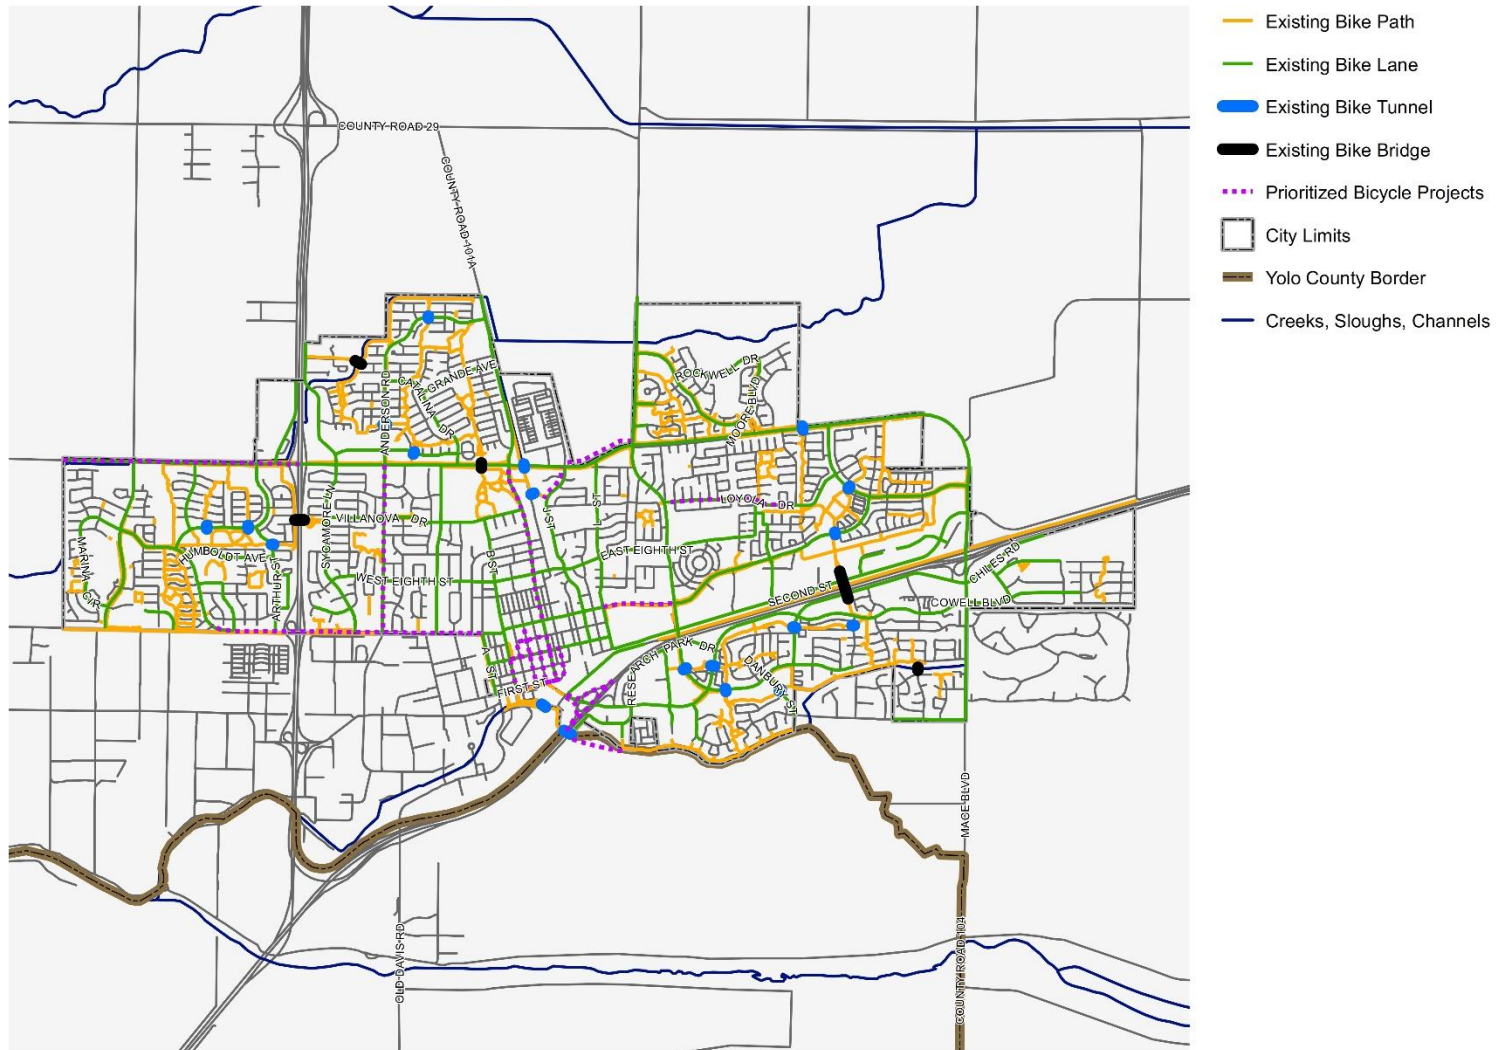 Existing Bike Path
Existing Bike Lane
Existing Bike Tunnel
Existing Bike Bridge
Prioritized Bicycle Projects
City Limits
Yolo County Border
Creeks, Sloughs, Channels
COUNTY ROAD 29
COUNTY ROAD 101A
ROCKWELL DR
GRANDE AVE
CATALINA DR
ANDERSON RD
MOORE BLVD
SYCAMORE LN
VILLANOVA DR
LOYOLA DR
L ST
J ST
B ST
EAST EIGHTH ST
HUMBOLDT AVE
MARINA CIR
ARTHUR ST
WEST EIGHTH ST
SECOND ST
CHILES RD
COWELL BLVD
RESEARCH PARK DR
A ST
FIRST ST
DANBURY ST
MACE BLVD
OLD DAVIS RD
COUNTY ROAD 104